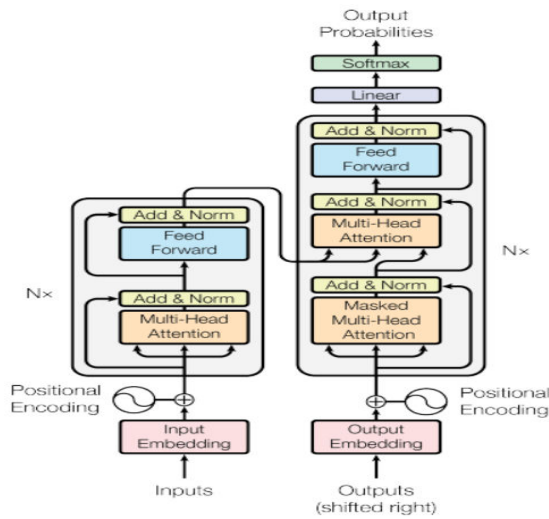 Output
Probabilities
Softmax
Linear
Add & Norm
Feed
Forward
Add & Norm
Multi-Head
Attention
Add & Norm
Masked
Multi-Head
Attention
Nx
Positional
Encoding
Output
Embedding
Outputs
(shifted right)
Add & Norm
Feed
Forward
Add & Norm
Multi-Head
Attention
Nx
Positional
Encoding
Input
Embedding
Inputs